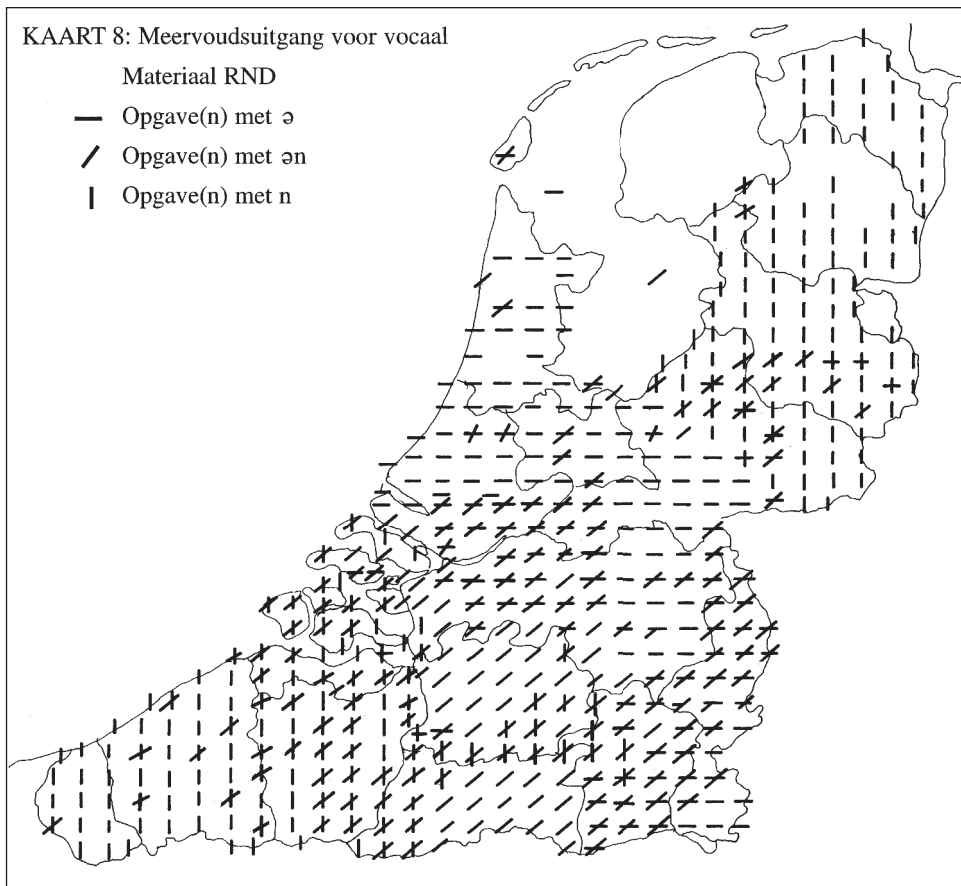 KAART 8: Meervoudsuitgang voor vocaal
Materiaal RND
Opgave(n) met ə
Opgave(n) met ən
Opgave(n) met n